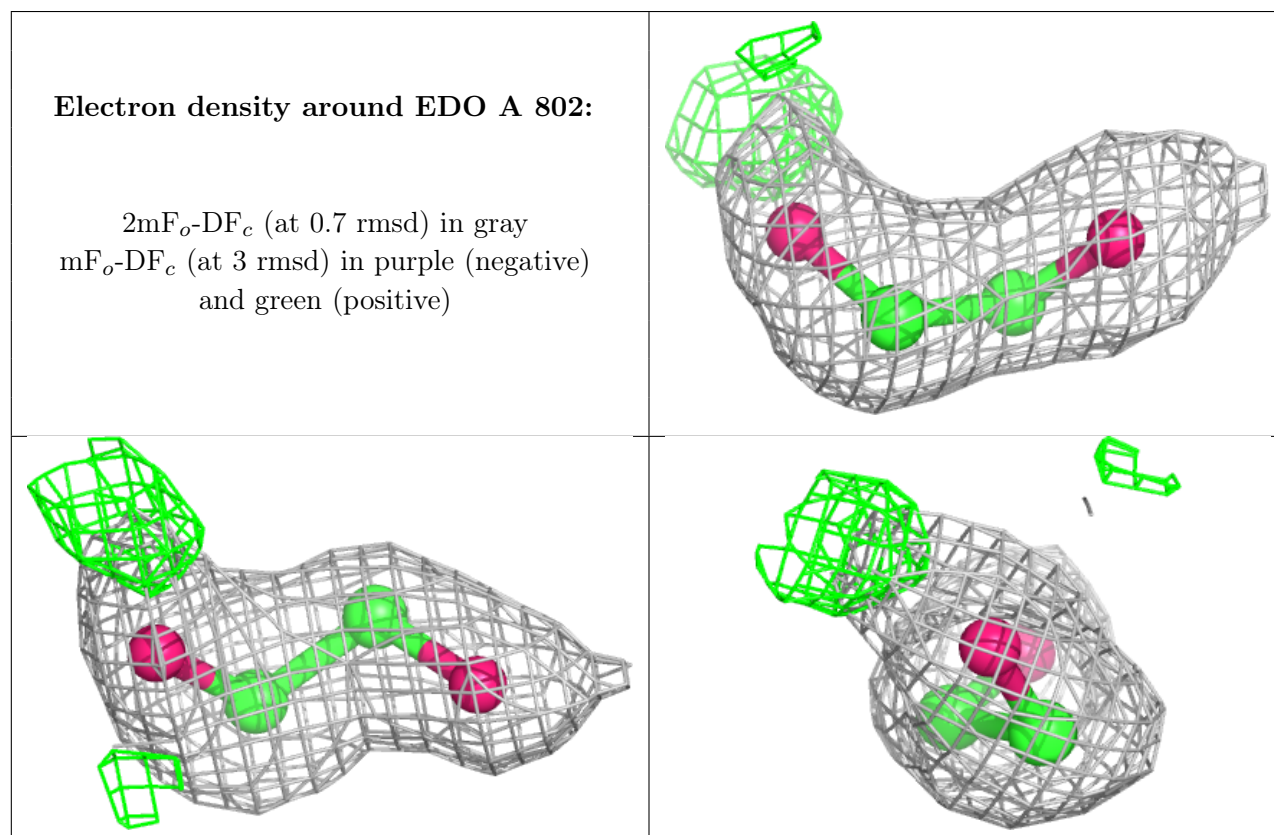 Electron density around EDO A 802:
2mFo-DFc (at 0.7 rmsd) in gray
mFo-DFc (at 3 rmsd) in purple (negative)
and green (positive)